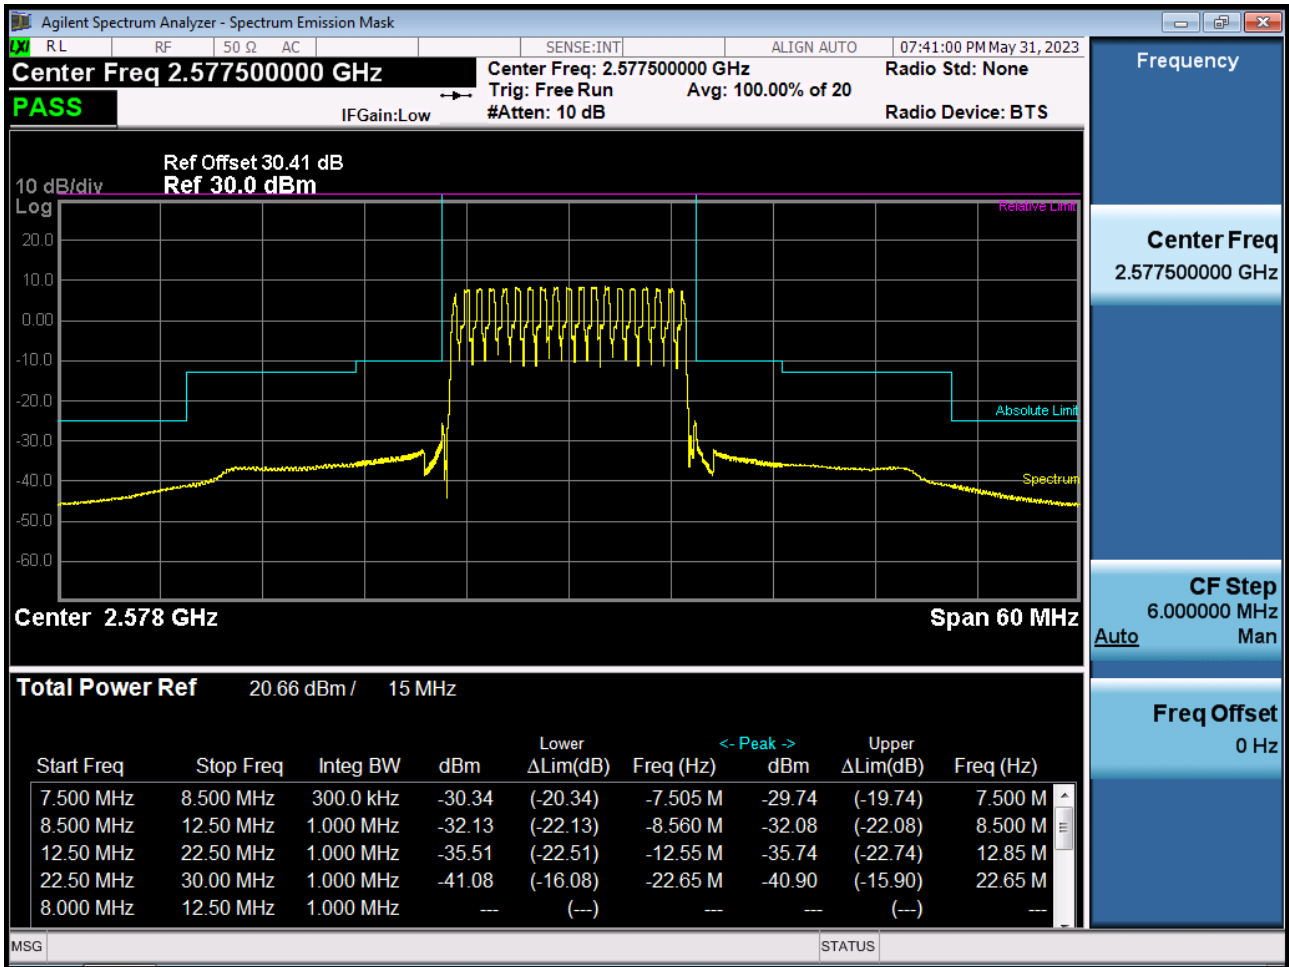 Agilent Spectrum Analyzer - Spectrum Emission Mask
LXI RL RF 50 Ω AC SENSE:INT ALIGN AUTO 07:41:00 PM May 31, 2023
Center Freq 2.577500000 GHz
Center Freq: 2.577500000 GHz Radio Std: None
Trig: Free Run Avg: 100.00% of 20
PASS
IFGain:Low #Atten: 10 dB Radio Device: BTS
Ref Offset 30.41 dB
10 dB/div Ref 30.0 dBm
Log
Relative Limit
20.0
10.0
0.00
-10.0
-20.0
Absolute Limit
-30.0
-40.0
Spectrum
-50.0
-60.0
Center 2.578 GHz Span 60 MHz
Total Power Ref 20.66 dBm / 15 MHz
Lower <- Peak -> Upper
Start Freq Stop Freq Integ BW dBm ΔLim(dB) Freq (Hz) dBm ΔLim(dB) Freq (Hz)
7.500 MHz 8.500 MHz 300.0 kHz -30.34 (-20.34) -7.505 M -29.74 (-19.74) 7.500 M
8.500 MHz 12.50 MHz 1.000 MHz -32.13 (-22.13) -8.560 M -32.08 (-22.08) 8.500 M
12.50 MHz 22.50 MHz 1.000 MHz -35.51 (-22.51) -12.55 M -35.74 (-22.74) 12.85 M
22.50 MHz 30.00 MHz 1.000 MHz -41.08 (-16.08) -22.65 M -40.90 (-15.90) 22.65 M
8.000 MHz 12.50 MHz 1.000 MHz --- (---) --- --- (---) ---
MSG STATUS
Frequency
Center Freq
2.577500000 GHz
CF Step
6.000000 MHz
Auto Man
Freq Offset
0 Hz